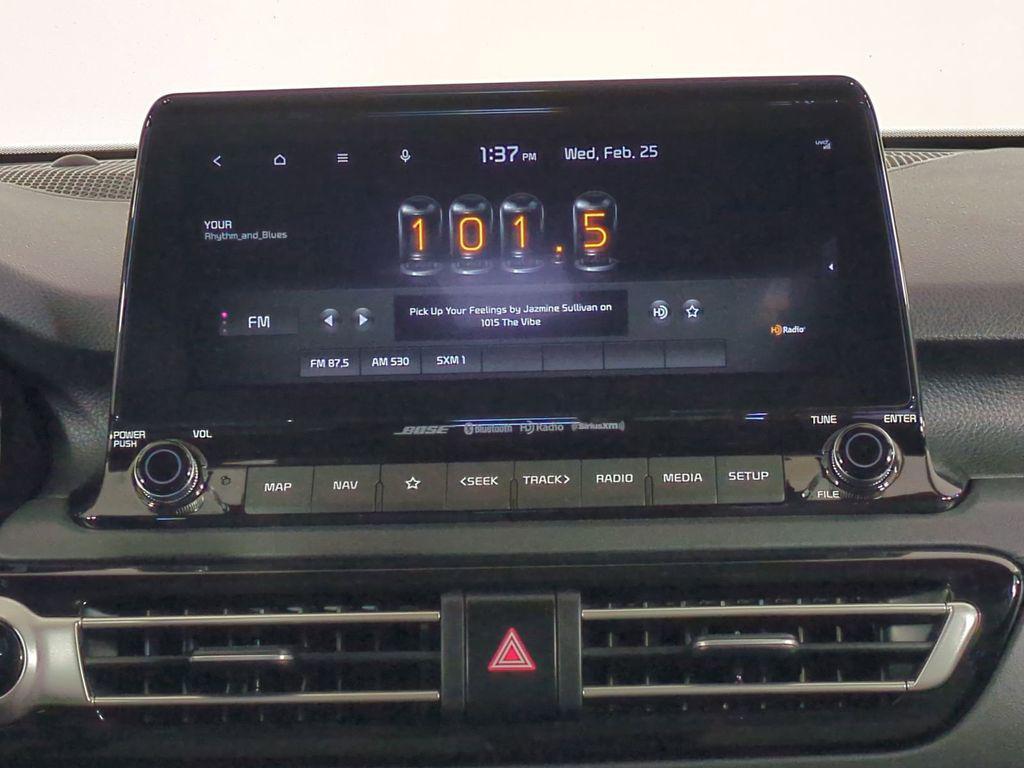 1:37 PM Wed, Feb. 25
UVO
YOUR
Rhythm_and_Blues
101.5
FM
Pick Up Your Feelings by Jazmine Sullivan on
1015 The Vibe
HD
HD Radio
FM 87.5 AM 530 SXM 1
BOSE Bluetooth HD Radio SiriusXM
POWER
PUSH
VOL
TUNE
ENTER
MAP NAV <SEEK TRACK> RADIO MEDIA SETUP
FILE